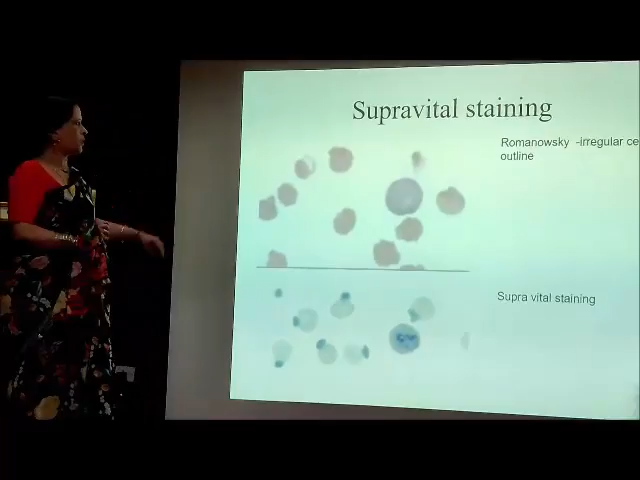 Supravital staining
Romanowsky -irregular ce
outline
Supra vital staining